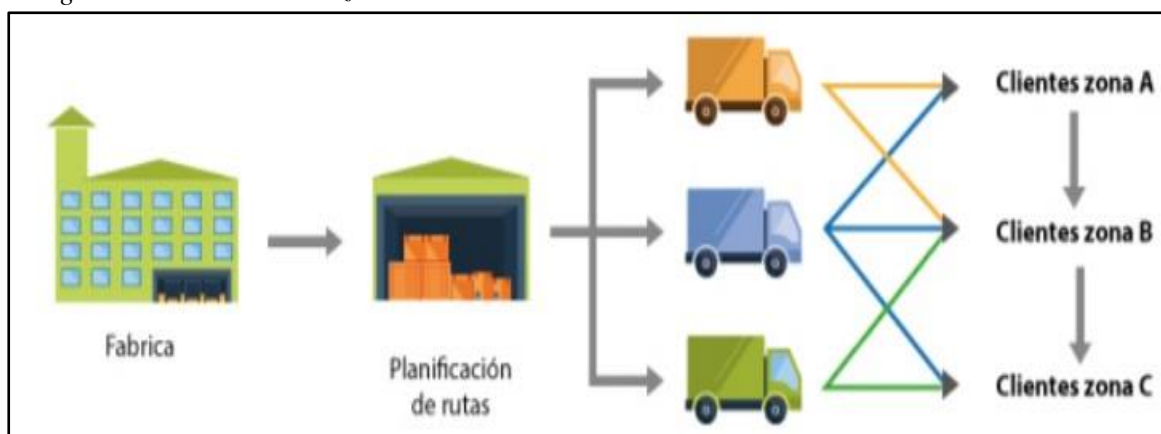 Fabrica
Planificación
de rutas
Clientes zona A
Clientes zona B
Clientes zona C